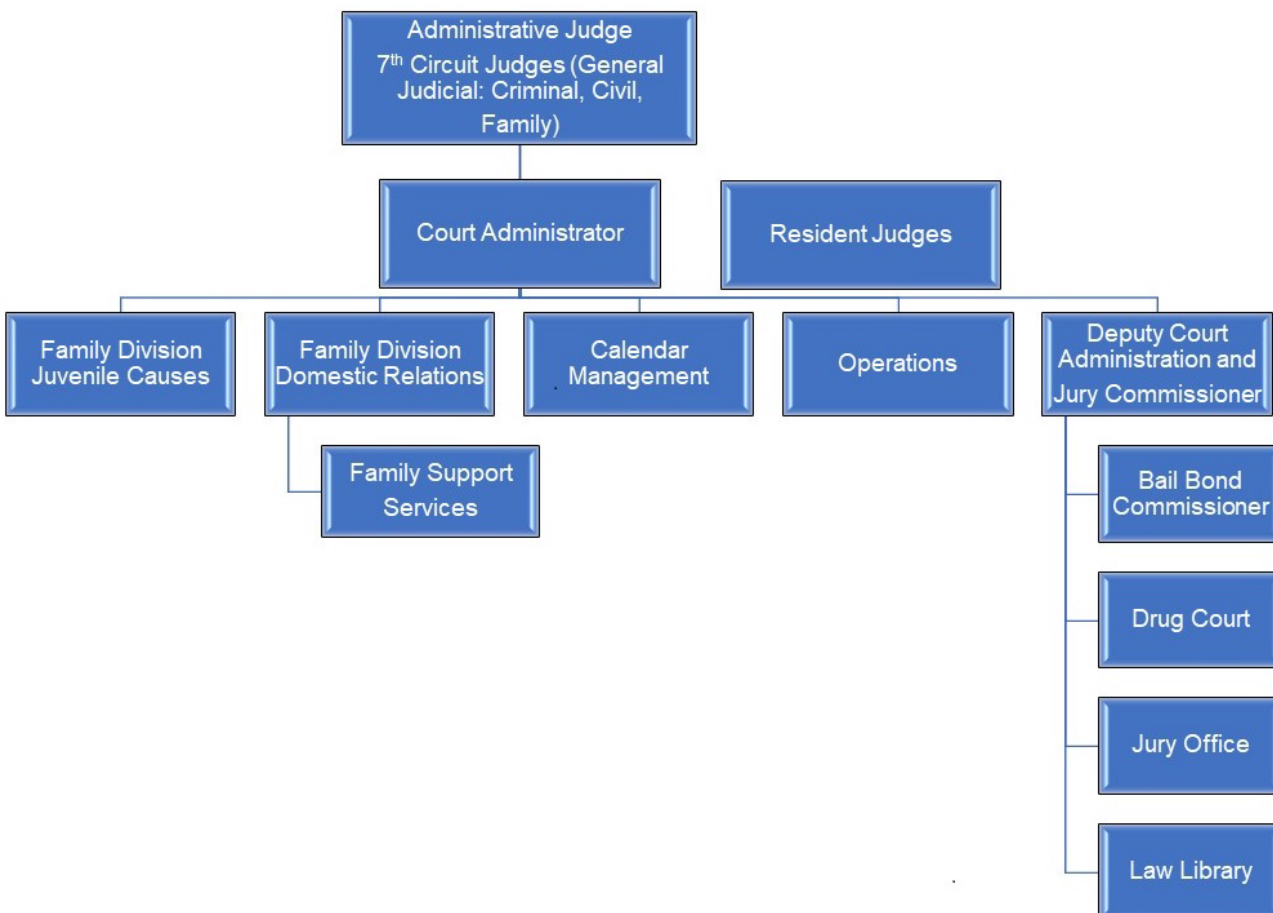 Administrative Judge
7th Circuit Judges (General
Judicial: Criminal, Civil,
Family)
Court Administrator
Resident Judges
Family Division
Juvenile Causes
Family Division
Domestic Relations
Calendar
Management
Operations
Deputy Court
Administration and
Jury Commissioner
Family Support
Services
Bail Bond
Commissioner
Drug Court
Jury Office
Law Library